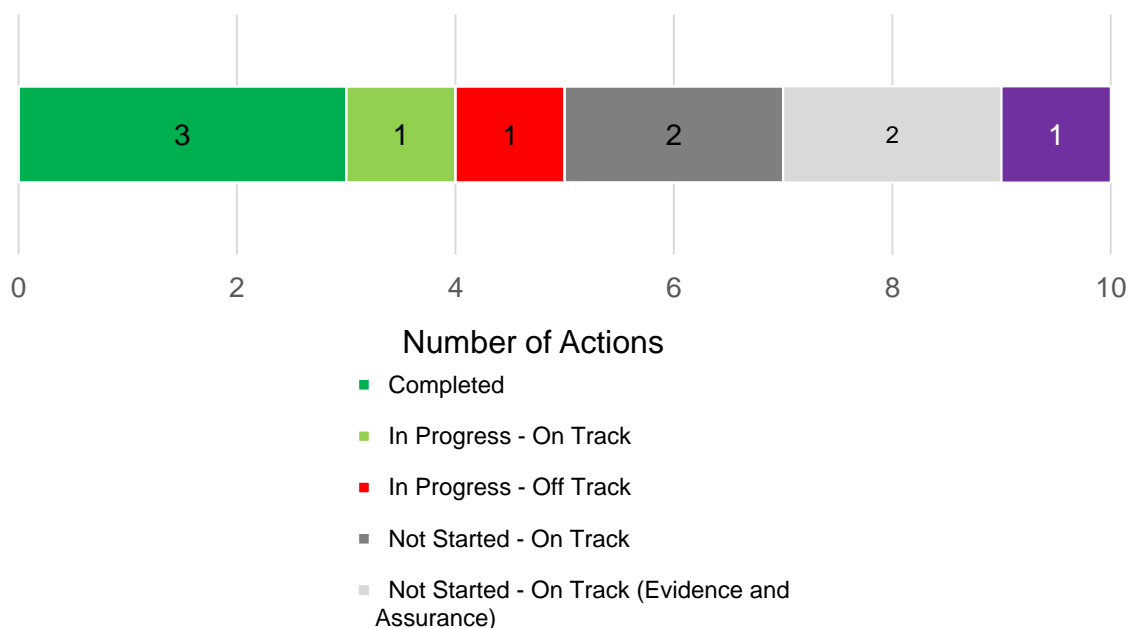 3 1 1 2 2 1
0 2 4 6 8 10
Number of Actions
Completed
In Progress - On Track
In Progress - Off Track
Not Started - On Track
Not Started - On Track (Evidence and
Assurance)